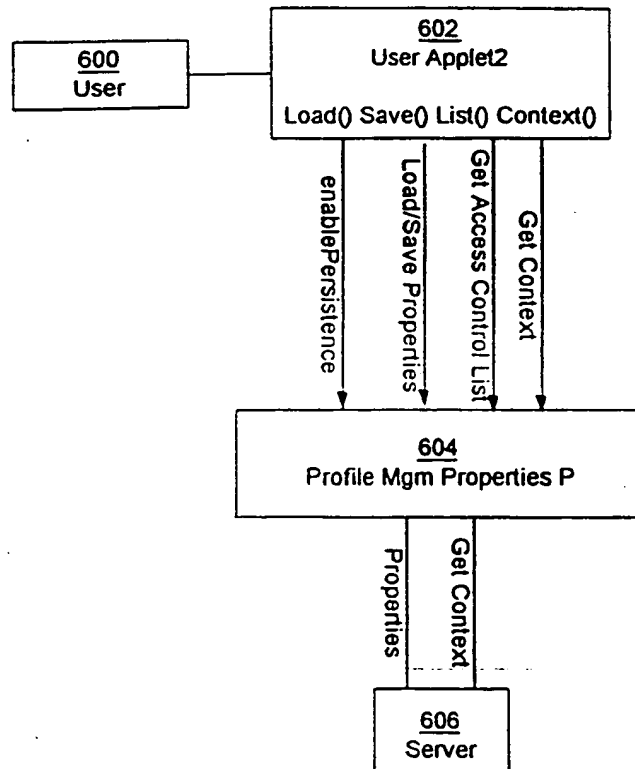 600
User
602
User Applet2
Load() Save() List() Context()
enablePersistence
Load/Save Properties
Get Access Control List
Get Context
604
Profile Mgm Properties P
Properties
Get Context
606
Server